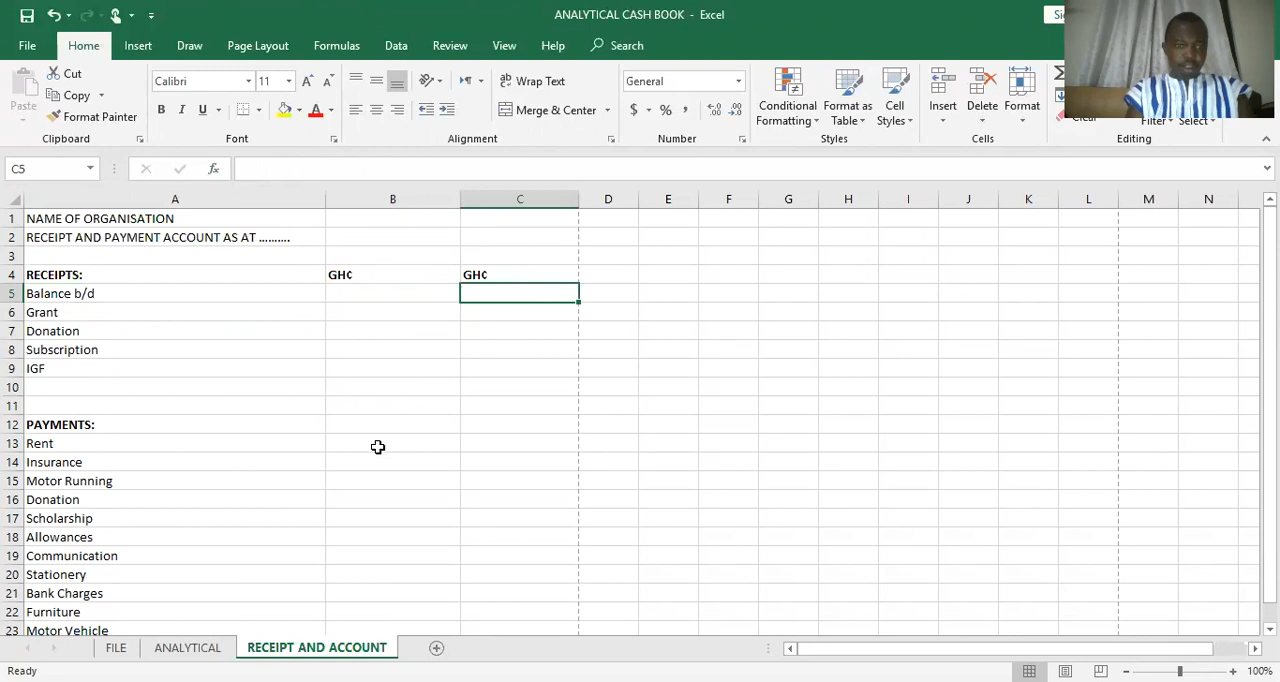 ANALYTICAL CASH BOOK - Excel
File Home Insert Draw Page Layout Formulas Data Review View Help Search
Paste
Cut
Copy
Format Painter
Clipboard
Calibri 11
B I U
Font
Wrap Text
Merge & Center
Alignment
General
$ % ,
Number
Conditional Formatting
Format as Table
Cell Styles
Styles
Insert
Delete
Format
Cells
Clear
Filter Select
Editing
C5
fx
A B C D E F G H I J K L M N
1 NAME OF ORGANISATION
2 RECEIPT AND PAYMENT ACCOUNT AS AT ..........
3
4 RECEIPTS: GH₵ GH₵
5 Balance b/d
6 Grant
7 Donation
8 Subscription
9 IGF
10
11
12 PAYMENTS:
13 Rent
14 Insurance
15 Motor Running
16 Donation
17 Scholarship
18 Allowances
19 Communication
20 Stationery
21 Bank Charges
22 Furniture
23 Motor Vehicle
FILE ANALYTICAL RECEIPT AND ACCOUNT
Ready
100%